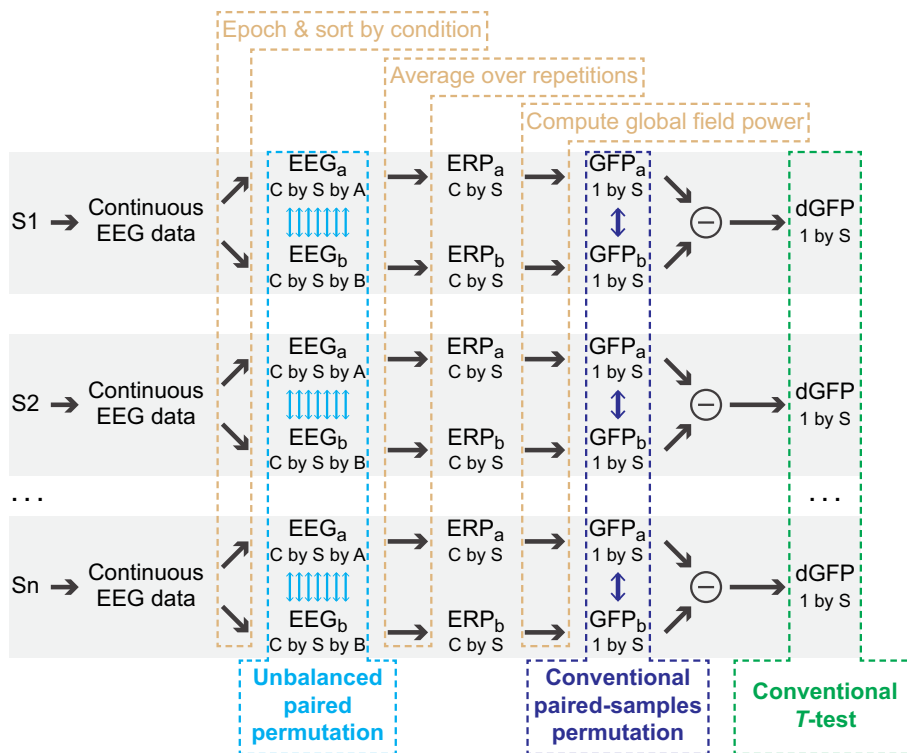 Epoch & sort by condition
Average over repetitions
Compute global field power
S1
Continuous
EEG data
EEGa
C by S by A
EEGb
C by S by B
ERPa
C by S
ERPb
C by S
GFPa
1 by S
GFPb
1 by S
dGFP
1 by S
S2
Continuous
EEG data
EEGa
C by S by A
EEGb
C by S by B
ERPa
C by S
ERPb
C by S
GFPa
1 by S
GFPb
1 by S
dGFP
1 by S
...
...
Sn
Continuous
EEG data
EEGa
C by S by A
EEGb
C by S by B
ERPa
C by S
ERPb
C by S
GFPa
1 by S
GFPb
1 by S
dGFP
1 by S
Unbalanced
paired
permutation
Conventional
paired-samples
permutation
Conventional
T-test